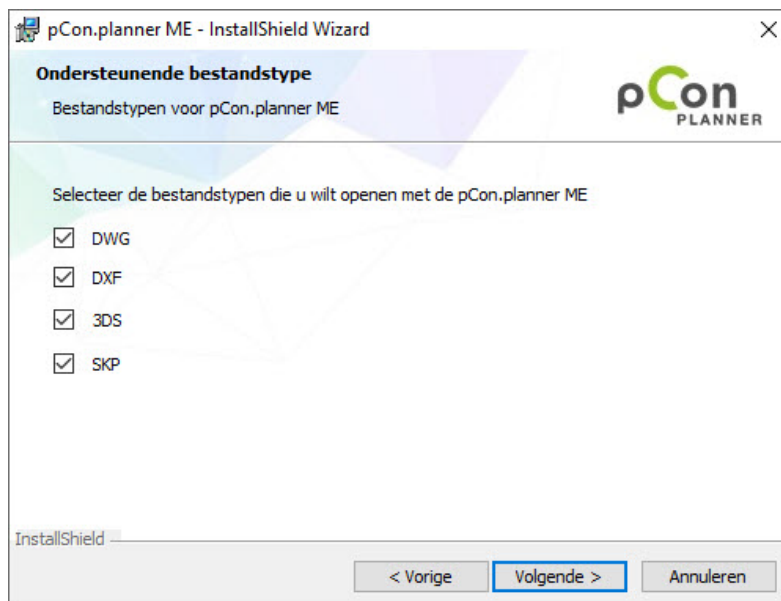 pCon.planner ME - InstallShield Wizard
Ondersteunende bestandstype
Bestandstypen voor pCon.planner ME
pCon
PLANNER
Selecteer de bestandstypen die u wilt openen met de pCon.planner ME
DWG
DXF
3DS
SKP
InstallShield
< Vorige
Volgende >
Annuleren